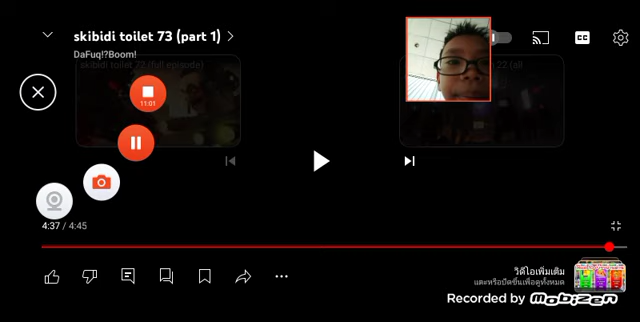 skibidi toilet 73 (part 1)
DaFuq!?Boom!
skibidi toilet 72 (full episode)
11:01
4:37 / 4:45
CC
วิดีโอเพิ่มเติม
แตะหรือปัดขึ้นเพื่อดูทั้งหมด
Recorded by Mobizen